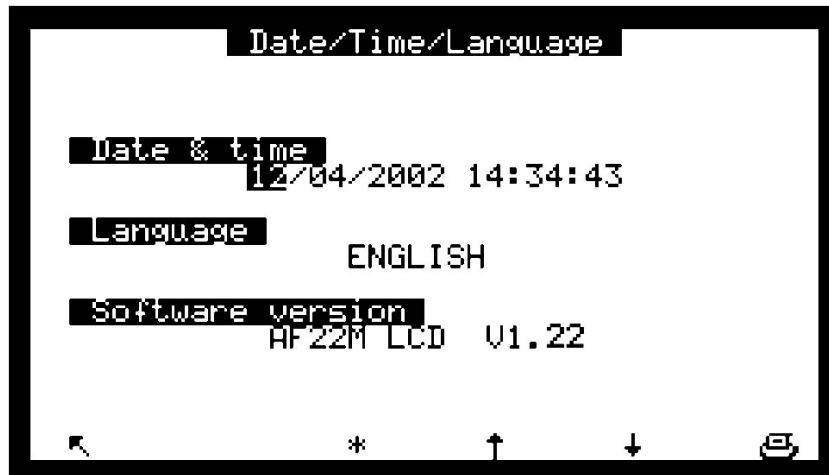 Date/Time/Language
Date & time
12/04/2002 14:34:43
Language
ENGLISH
Software version
AF22M LCD V1.22
*